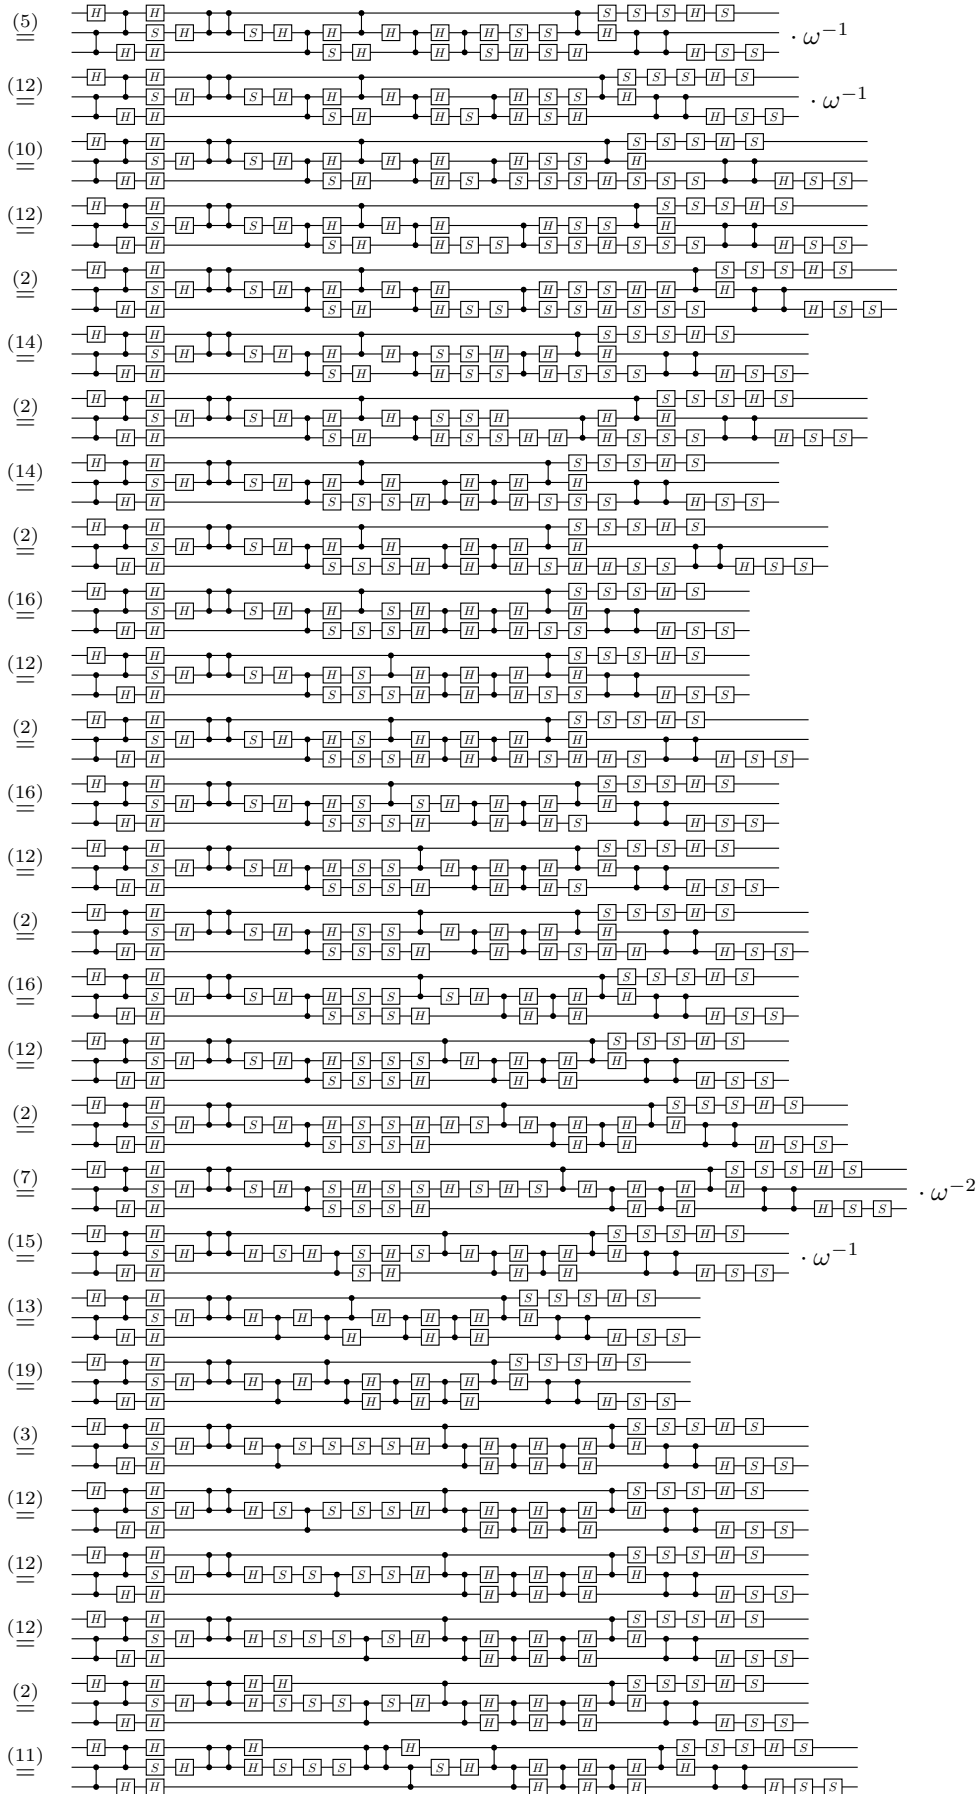 H H S S S H S
(5) = S H S H H H H H S S H · ω⁻¹
H H S H H S H S H H S S
H H S S S H S
(12) = S H S H H H H H S S H · ω⁻¹
H H S H H S H S H H S S
H H S S S H S
(10) = S H S H H H H H S S H
H H S H H S S S S H S S S H S S
H H S S S H S
(12) = S H S H H H H H S S H
H H S H H S S S S H S S S H S S
H H S S S H S
(2) = S H S H H H H H S S H H H
H H S H H S S S S H S S S H S S
H H S S S H S
(14) = S H S H H H S S H H H
H H S H H S S H S S S H S S
H H S S S H S
(2) = S H S H H H S S H H H
H H S H H S S H H H S S S H S S
H H S S S H S
(14) = S H S H H H H H H
H H S S S H H H S S S H S S
H H S S S H S
(2) = S H S H H H H H H
H H S S S H H H S H H S S H S S
H H S S S H S
(16) = S H S H H S H H H H
H H S S S H H H S S H S S
H H S S S H S
(12) = S H S H H S H H H H
H H S S S H H H S S H S S
H H S S S H S
(2) = S H S H H S H H H H
H H S S S H H H S H H S H S S
H H S S S H S
(16) = S H S H H S S H H H H
H H S S S H H H S H S S
H H S S S H S
(12) = S H S H H S S H H H H
H H S S S H H H S H S S
H H S S S H S
(2) = S H S H H S S H H H H
H H S S S H H H S H H H S S
H H S S S H S
(16) = S H S H H S S S H H H H
H H S S S H H H H S S
H H S S S H S
(12) = S H S H H S S S H H H H
H H S S S H H H H S S
H H S S S H S
(2) = S H S H H S S H H S H H H H
H H S S S H H H H S S
H H S S S H S
(7) = S H S H S H S S H S H S H H H H · ω⁻²
H H S S S H H H H S S
H H S S S H S
(15) = S H H S H S H S H H H H · ω⁻¹
H H S H H H H S S
H H S S S H S
(13) = S H H H H H H H
H H H H H H S S
H H S S S H S
(19) = S H H H H H H H
H H H H H H S S
H H S S S H S
(3) = S H H S S S S H H H H H
H H H H H H S S
H H S S S H S
(12) = S H H S S S S H H H H H
H H H H H H S S
H H S S S H S
(12) = S H H S S S S H H H H H
H H H H H H S S
H H S S S H S
(12) = S H H S S S S H H H H H
H H H H H H S S
H H H H S S S H S
(2) = S H H S S S S H H H H H
H H H H H H S S
H H H H S S S H S
(11) = S H H S S S S H H H H H
H H H H H H S S